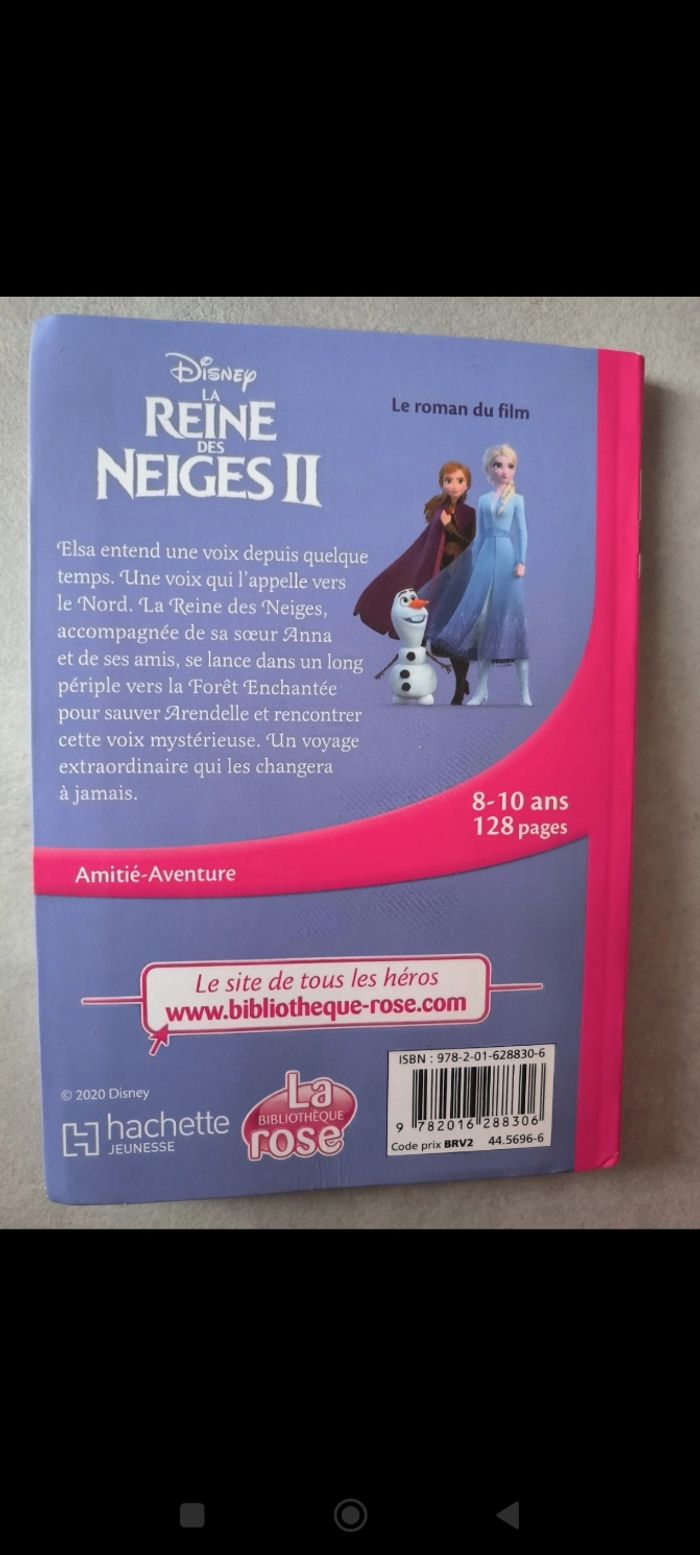 Disney
LA
REINE
DES
NEIGES II
Le roman du film
Elsa entend une voix depuis quelque
temps. Une voix qui l'appelle vers
le Nord. La Reine des Neiges,
accompagnée de sa sœur Anna
et de ses amis, se lance dans un long
périple vers la Forêt Enchantée
pour sauver Arendelle et rencontrer
cette voix mystérieuse. Un voyage
extraordinaire qui les changera
à jamais.
8-10 ans
128 pages
Amitié-Aventure
Le site de tous les héros
www.bibliotheque-rose.com
© 2020 Disney
hachette
JEUNESSE
La
BIBLIOTHÈQUE
rose
ISBN : 978-2-01-628830-6
9 782016 288306
Code prix BRV2 44.5696-6